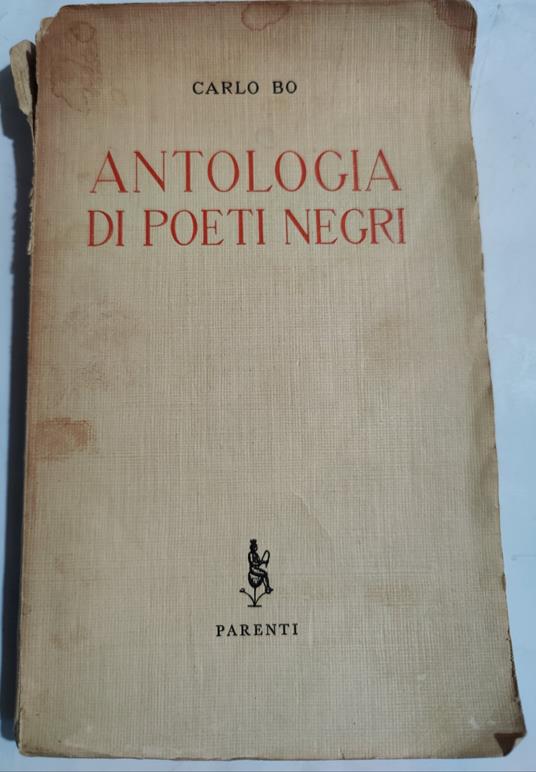 CARLO BO
ANTOLOGIA
DI POETI NEGRI
PARENTI